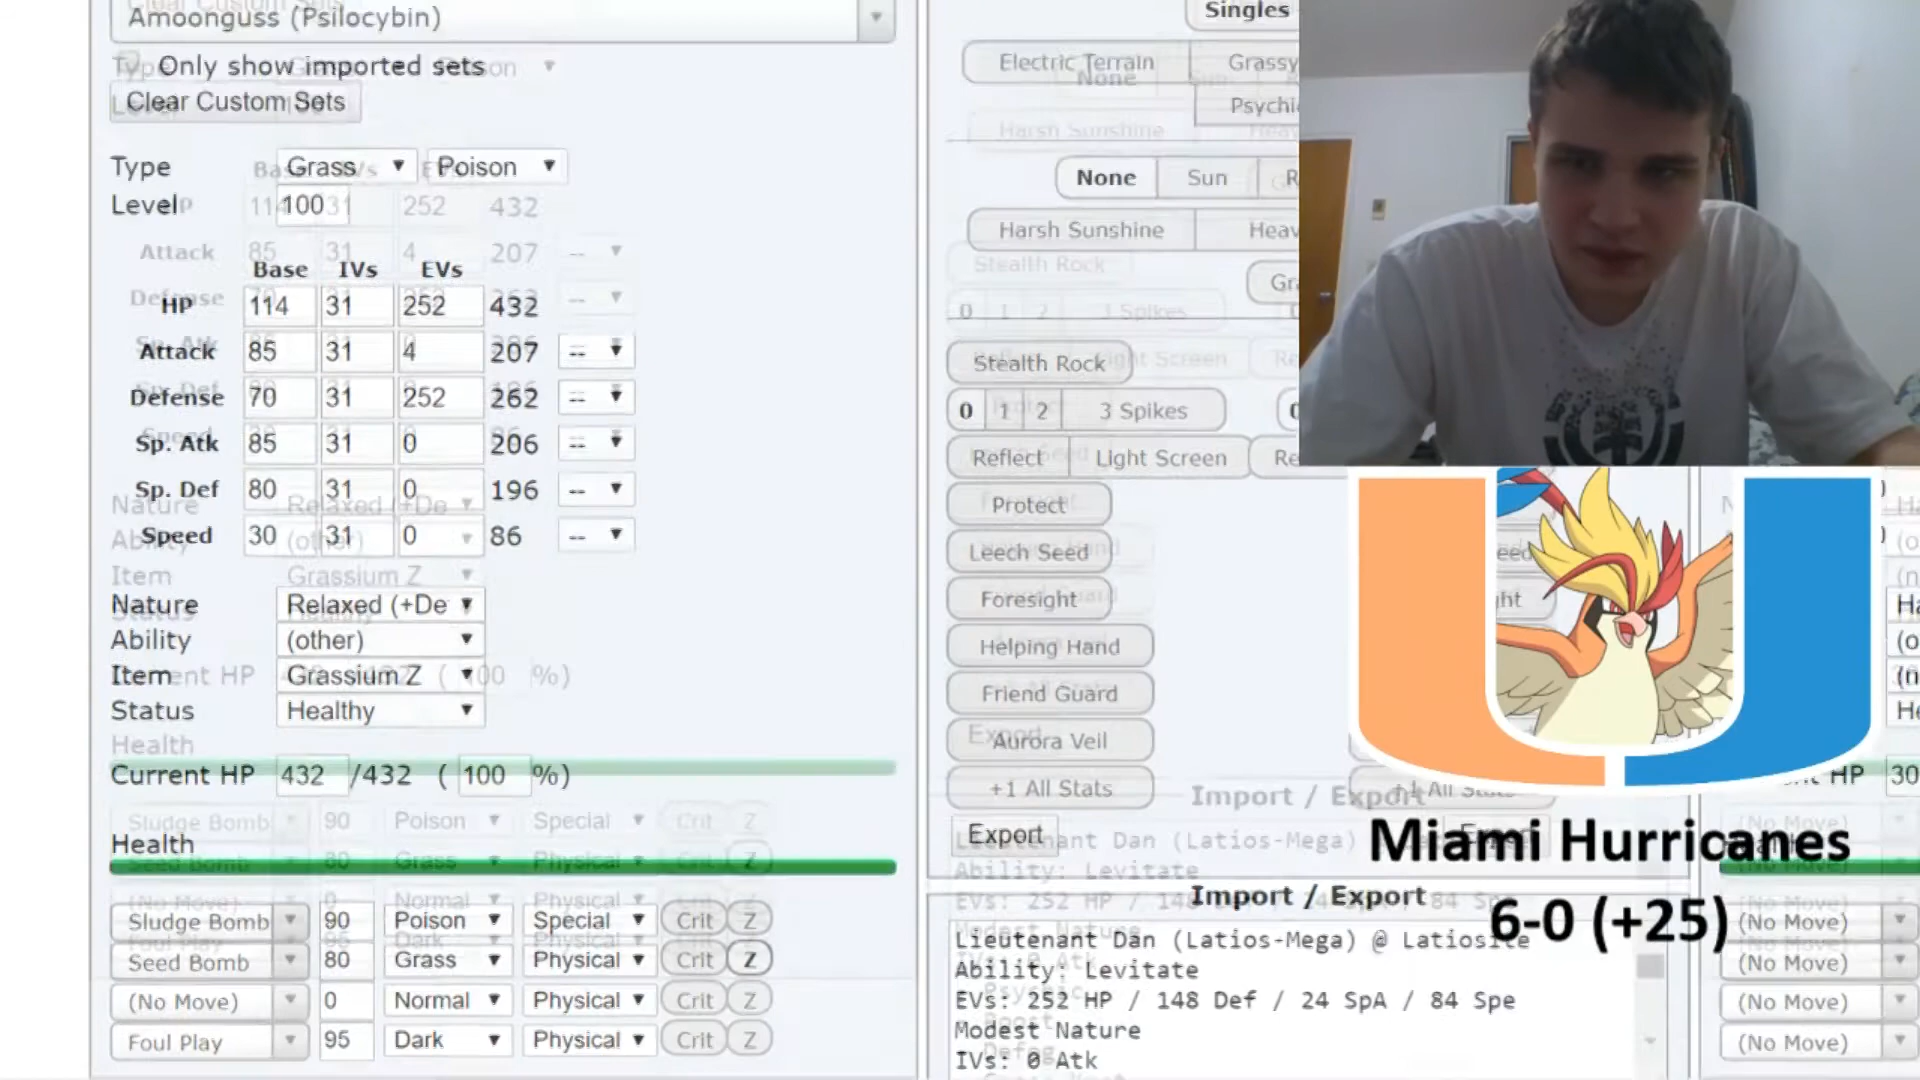 Amoonguss (Psilocybin)
Only show imported sets
Clear Custom Sets
Type Grass Poison
Level 100
Base IVs EVs
HP 114 31 252 432
Attack 85 31 4 207 --
Defense 70 31 252 262 --
Sp. Atk 85 31 0 206 --
Sp. Def 80 31 0 196 --
Speed 30 31 0 86 --
Nature Relaxed (+De
Ability (other)
Item Grassium Z
Status Healthy
Current HP 432 /432 ( 100 %)
Health
Sludge Bomb 90 Poison Special Crit Z
Seed Bomb 80 Grass Physical Crit Z
(No Move) 0 Normal Physical Crit Z
Foul Play 95 Dark Physical Crit Z
Singles
Electric Terrain Grassy
Psychi
None Sun R
Harsh Sunshine Heav
Gr
Stealth Rock
0 1 2 3 Spikes
Reflect Light Screen Re
Protect
Leech Seed
Foresight
Helping Hand
Friend Guard
Aurora Veil
+1 All Stats
Export
Import / Export
Lieutenant Dan (Latios-Mega) @ Latiosite
Ability: Levitate
EVs: 252 HP / 148 Def / 24 SpA / 84 Spe
Modest Nature
IVs: 0 Atk
Miami Hurricanes
6-0 (+25)
HP 30
(No Move)
(No Move)
(No Move)
(No Move)